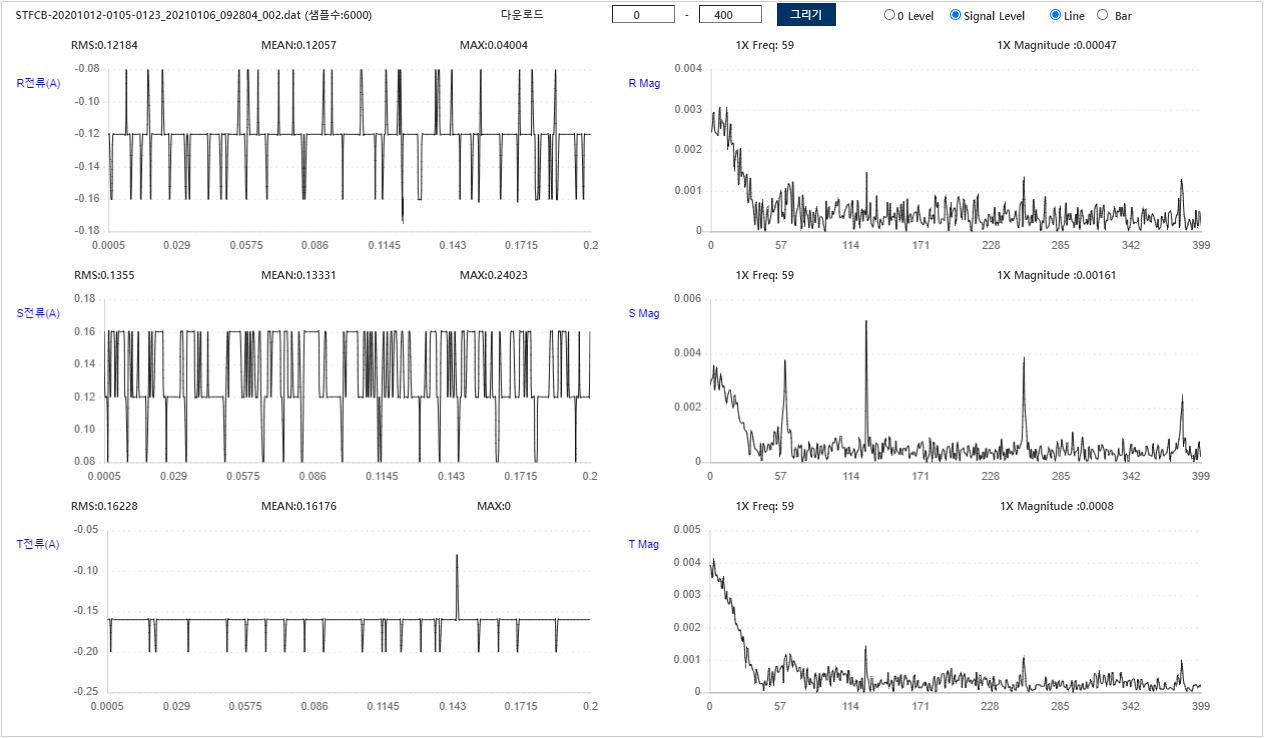 STFCB-20201012-0105-0123_20210106_092804_002.dat (샘플수:6000) 다운로드 0 - 400 그리기 0 Level Signal Level Line Bar
RMS:0.12184 MEAN:0.12057 MAX:0.04004 1X Freq: 59 1X Magnitude :0.00047
R전류(A)
-0.08
-0.10
-0.12
-0.14
-0.16
-0.18
0.0005 0.029 0.0575 0.086 0.1145 0.143 0.1715 0.2
R Mag
0.004
0.003
0.002
0.001
0
0 57 114 171 228 285 342 399
RMS:0.1355 MEAN:0.13331 MAX:0.24023 1X Freq: 59 1X Magnitude :0.00161
S전류(A)
0.18
0.16
0.14
0.12
0.10
0.08
0.0005 0.029 0.0575 0.086 0.1145 0.143 0.1715 0.2
S Mag
0.006
0.004
0.002
0
0 57 114 171 228 285 342 399
RMS:0.16228 MEAN:0.16176 MAX:0 1X Freq: 59 1X Magnitude :0.0008
T전류(A)
-0.05
-0.10
-0.15
-0.20
-0.25
0.0005 0.029 0.0575 0.086 0.1145 0.143 0.1715 0.2
T Mag
0.005
0.004
0.003
0.002
0.001
0
0 57 114 171 228 285 342 399